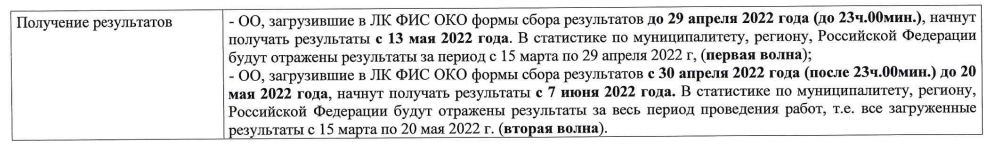 Получение результатов
- ОО, загрузившие в ЛК ФИС ОКО формы сбора результатов до 29 апреля 2022 года (до 23ч.00мин.), начнут
получать результаты с 13 мая 2022 года. В статистике по муниципалитету, региону, Российской Федерации
будут отражены результаты за период с 15 марта по 29 апреля 2022 г, (первая волна);
- ОО, загрузившие в ЛК ФИС ОКО формы сбора результатов с 30 апреля 2022 года (после 23ч.00мин.) до 20
мая 2022 года, начнут получать результаты с 7 июня 2022 года. В статистике по муниципалитету, региону,
Российской Федерации будут отражены результаты за весь период проведения работ, т.е. все загруженные
результаты с 15 марта по 20 мая 2022 г. (вторая волна).